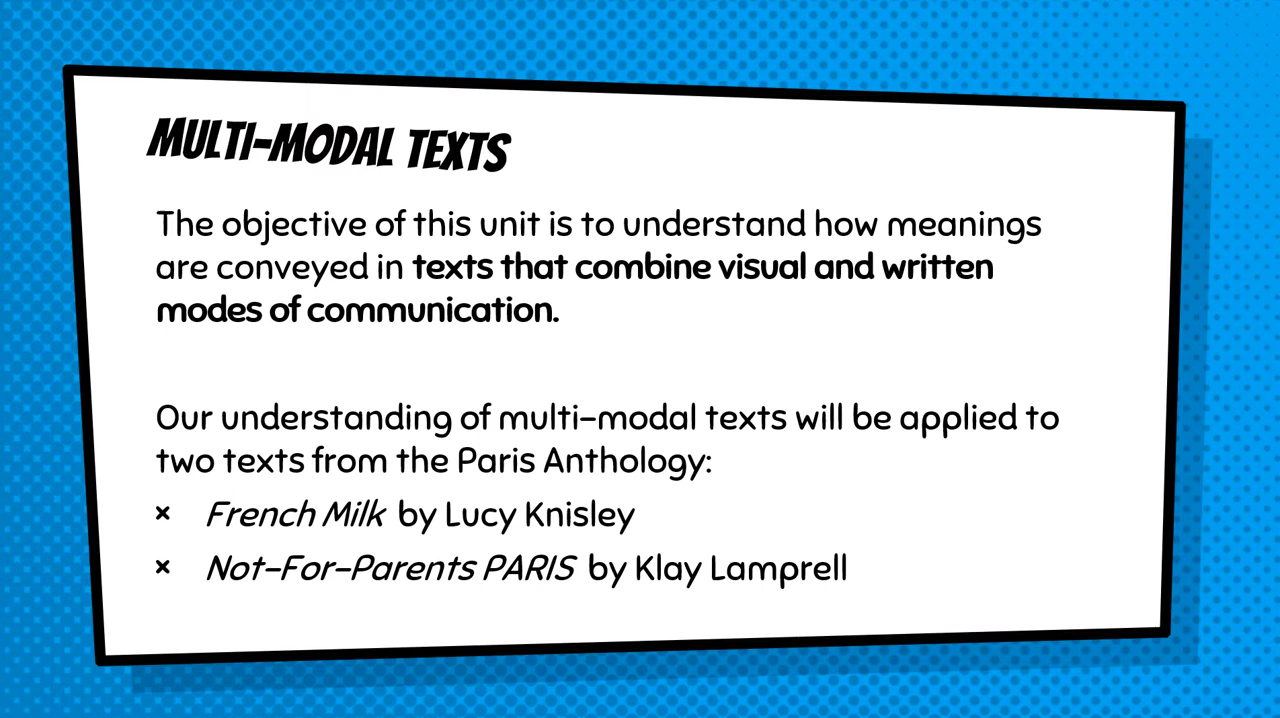 MULTI-MODAL TEXTS
The objective of this unit is to understand how meanings
are conveyed in texts that combine visual and written
modes of communication.
Our understanding of multi-modal texts will be applied to
two texts from the Paris Anthology:
× French Milk by Lucy Knisley
× Not-For-Parents PARIS by Klay Lamprell